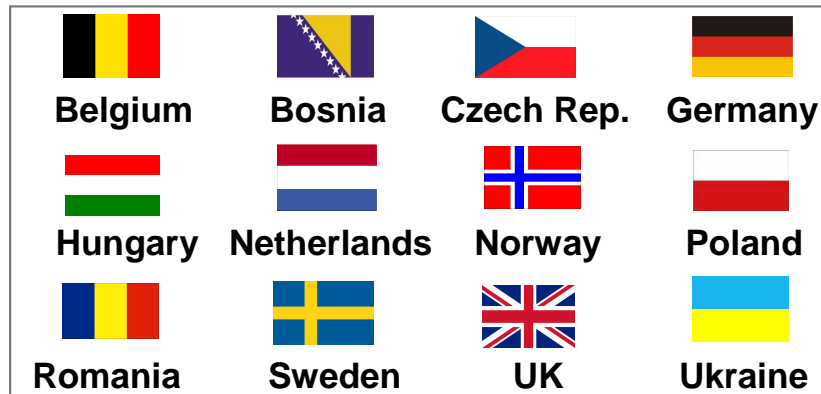 Belgium Bosnia Czech Rep. Germany
Hungary Netherlands Norway Poland
Romania Sweden UK Ukraine